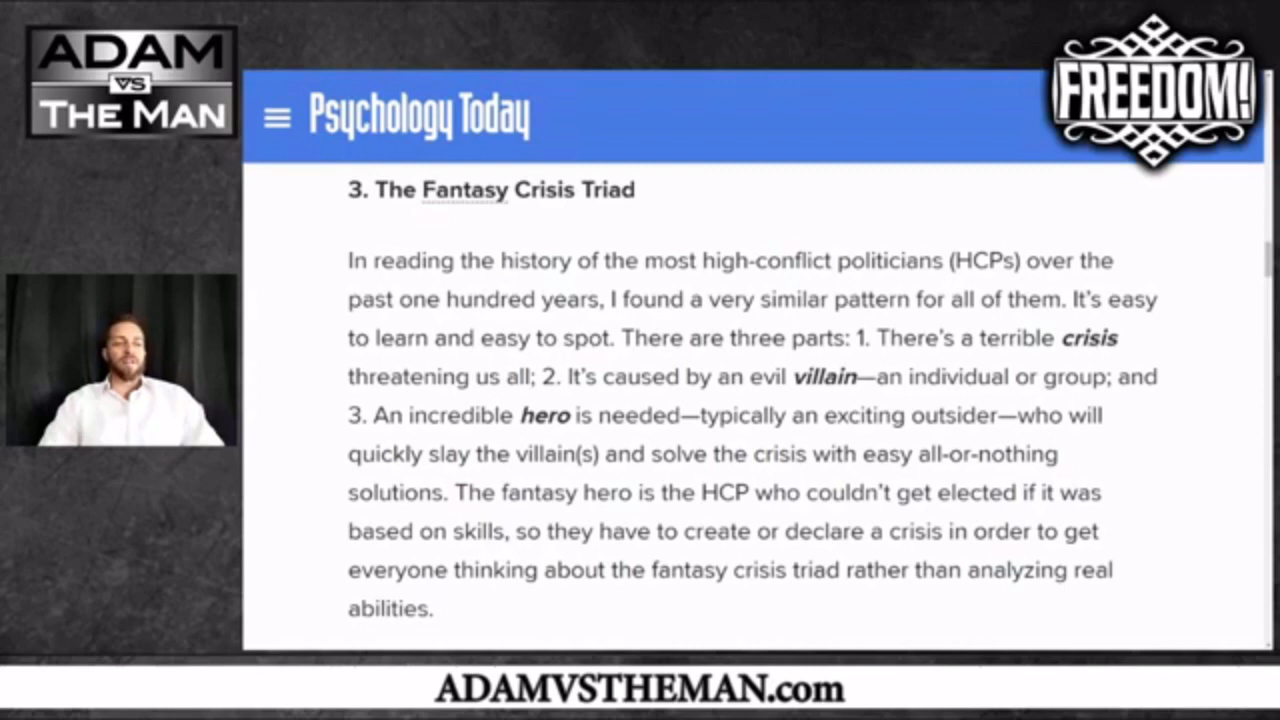 ADAM
VS
THE MAN
FREEDOM!
Psychology Today
3. The Fantasy Crisis Triad
In reading the history of the most high-conflict politicians (HCPs) over the
past one hundred years, I found a very similar pattern for all of them. It's easy
to learn and easy to spot. There are three parts: 1. There's a terrible crisis
threatening us all; 2. It's caused by an evil villain—an individual or group; and
3. An incredible hero is needed—typically an exciting outsider—who will
quickly slay the villain(s) and solve the crisis with easy all-or-nothing
solutions. The fantasy hero is the HCP who couldn't get elected if it was
based on skills, so they have to create or declare a crisis in order to get
everyone thinking about the fantasy crisis triad rather than analyzing real
abilities.
ADAMVSTHEMAN.com